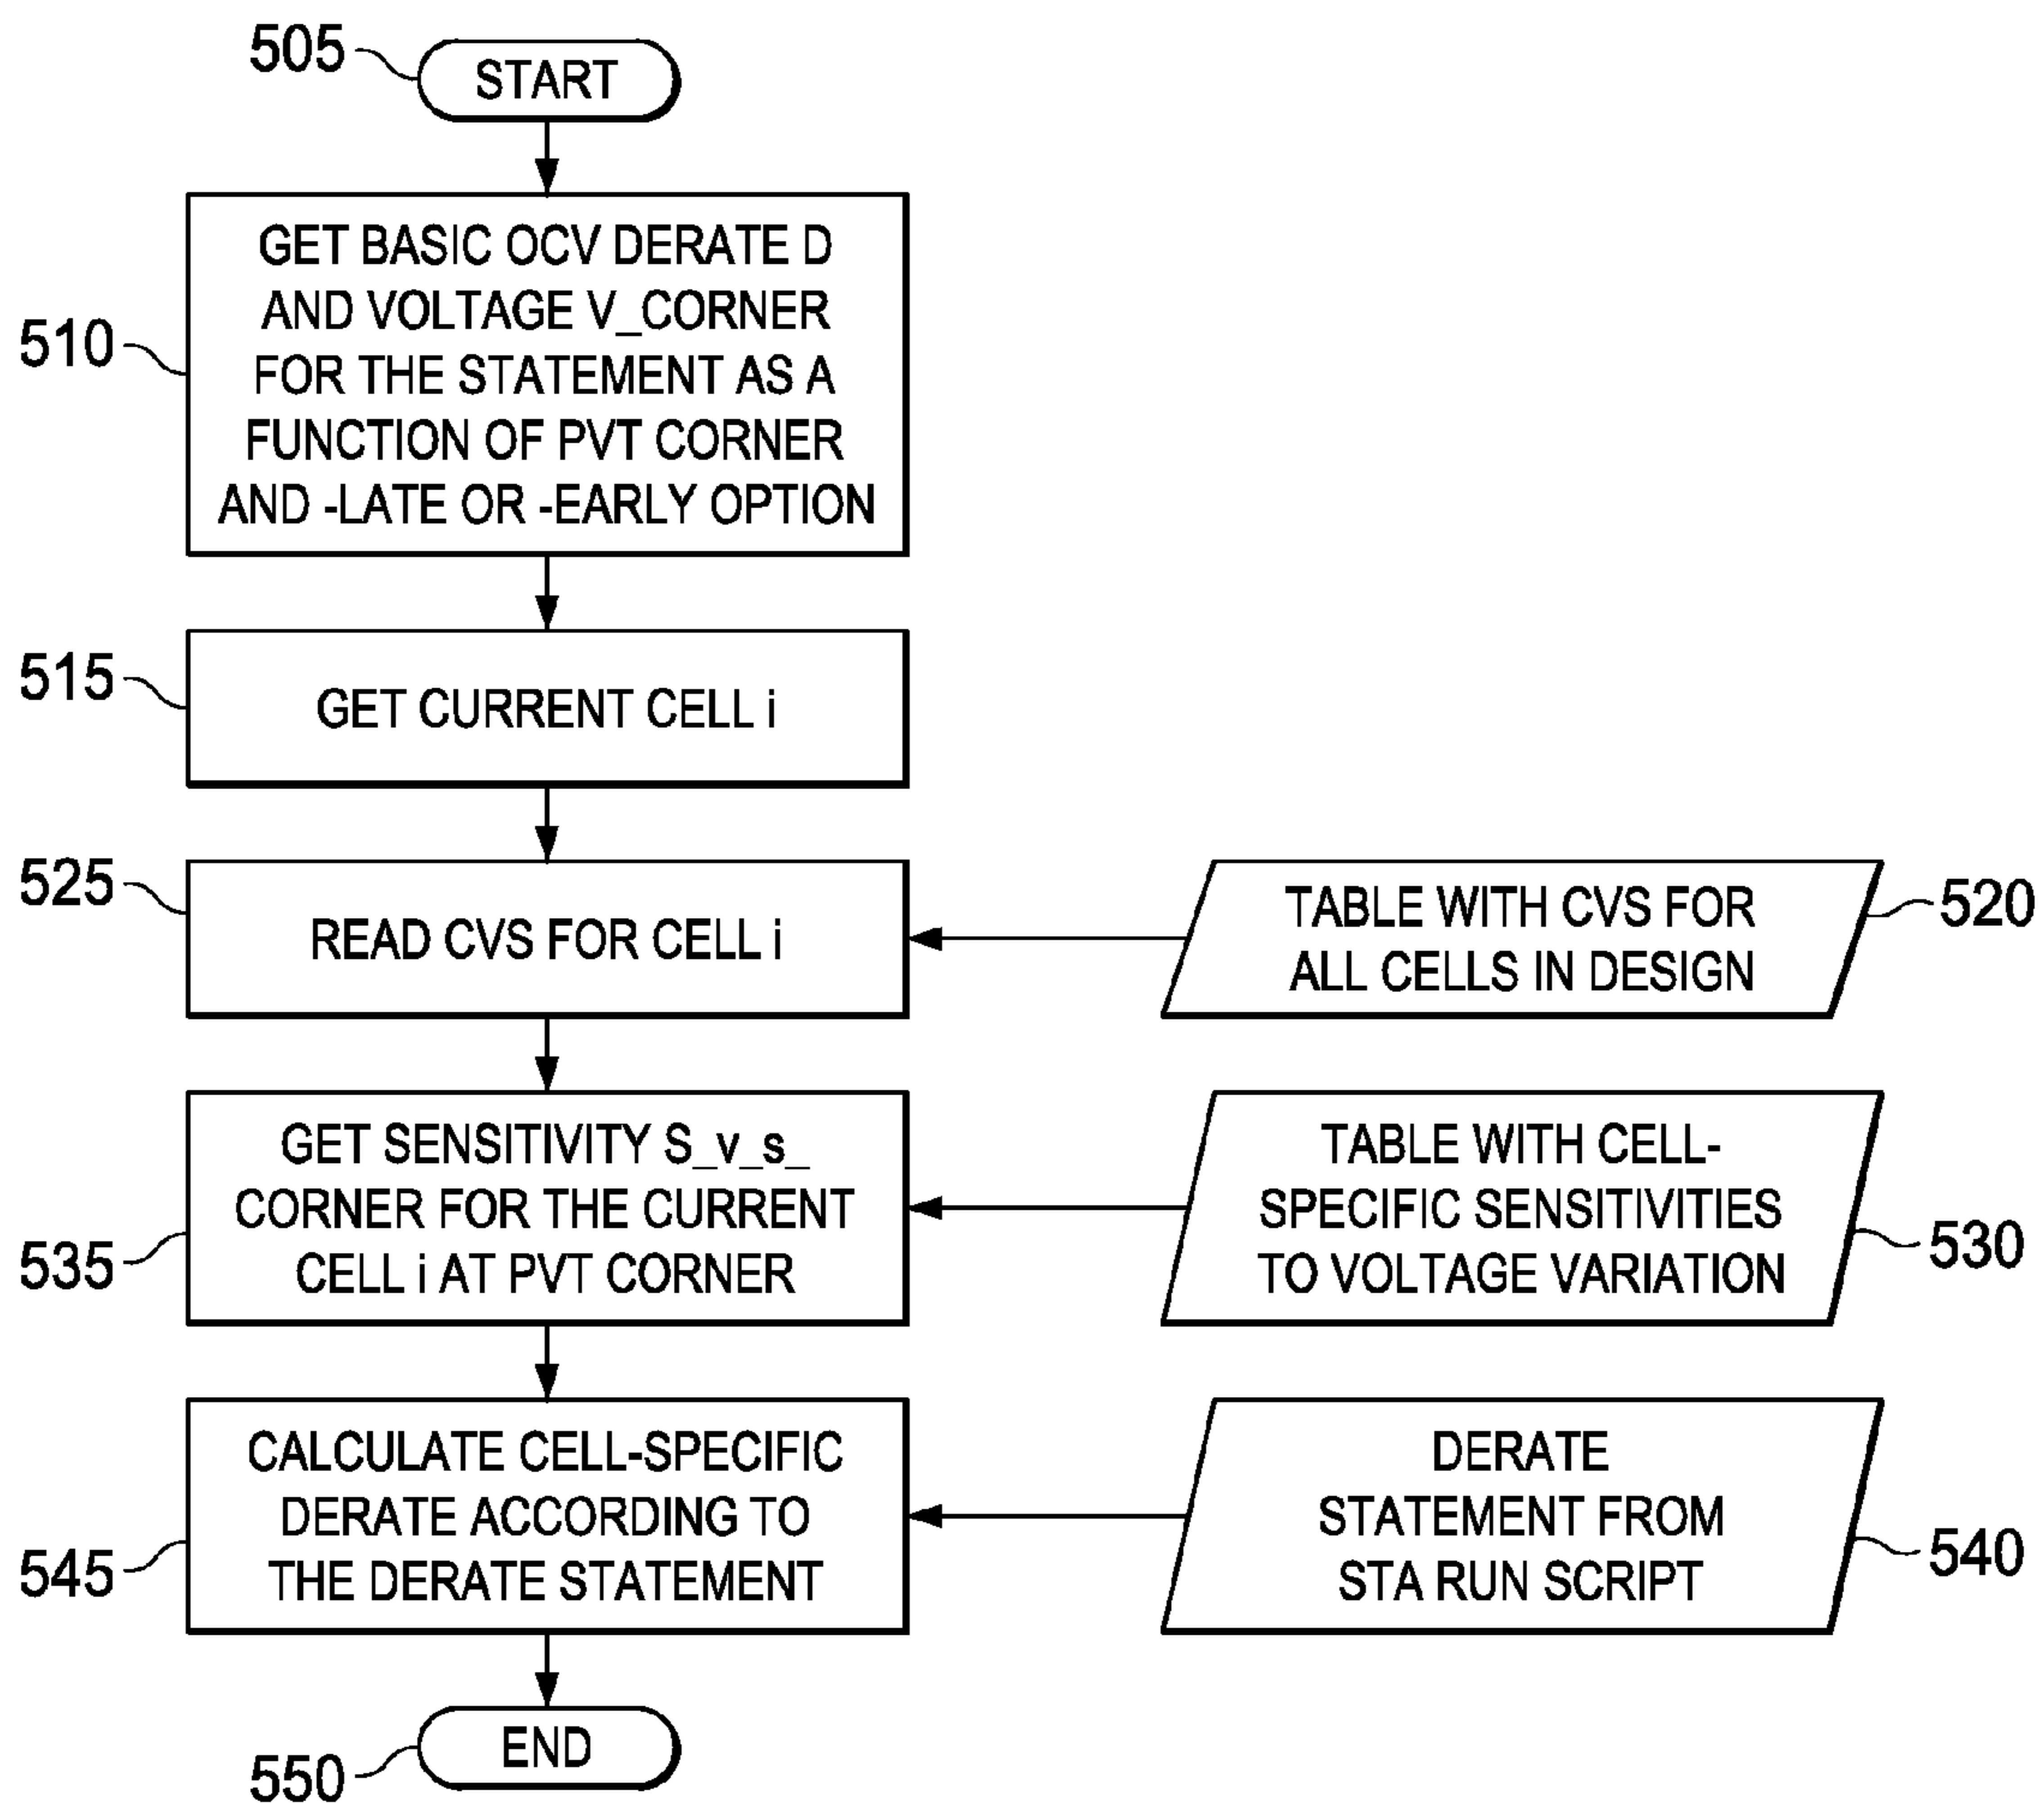 505
START
510
GET BASIC OCV DERATE D
AND VOLTAGE V_CORNER
FOR THE STATEMENT AS A
FUNCTION OF PVT CORNER
AND -LATE OR -EARLY OPTION
515
GET CURRENT CELL i
525
READ CVS FOR CELL i
TABLE WITH CVS FOR
ALL CELLS IN DESIGN
520
535
GET SENSITIVITY S_v_s_
CORNER FOR THE CURRENT
CELL i AT PVT CORNER
TABLE WITH CELL-
SPECIFIC SENSITIVITIES
TO VOLTAGE VARIATION
530
545
CALCULATE CELL-SPECIFIC
DERATE ACCORDING TO
THE DERATE STATEMENT
DERATE
STATEMENT FROM
STA RUN SCRIPT
540
END
550